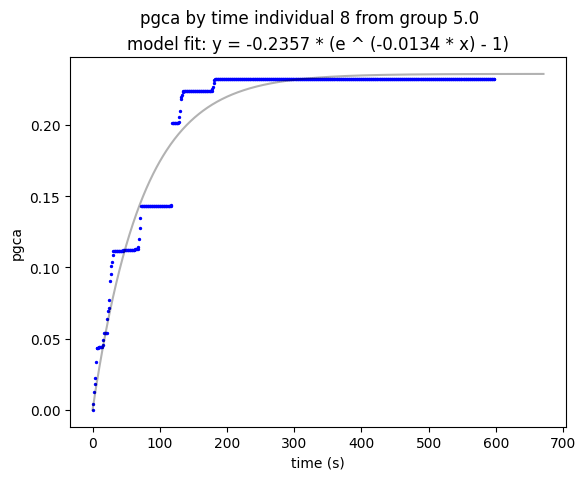 pgca by time individual 8 from group 5.0
model fit: y = -0.2357 * (e ^ (-0.0134 * x) - 1)
0.20
0.15
pgca
0.10
0.05
0.00
0 100 200 300 400 500 600 700
time (s)